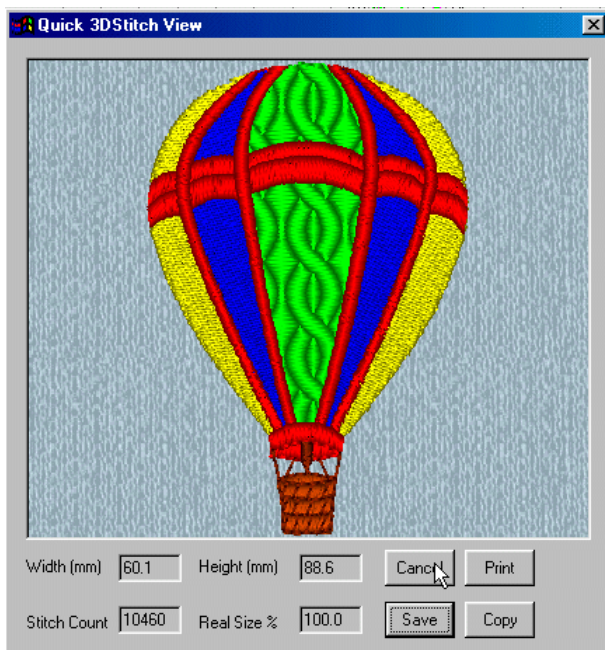 Quick 3DStitch View
Width (mm) 60.1 Height (mm) 88.6 Cancel Print
Stitch Count 10460 Real Size % 100.0 Save Copy